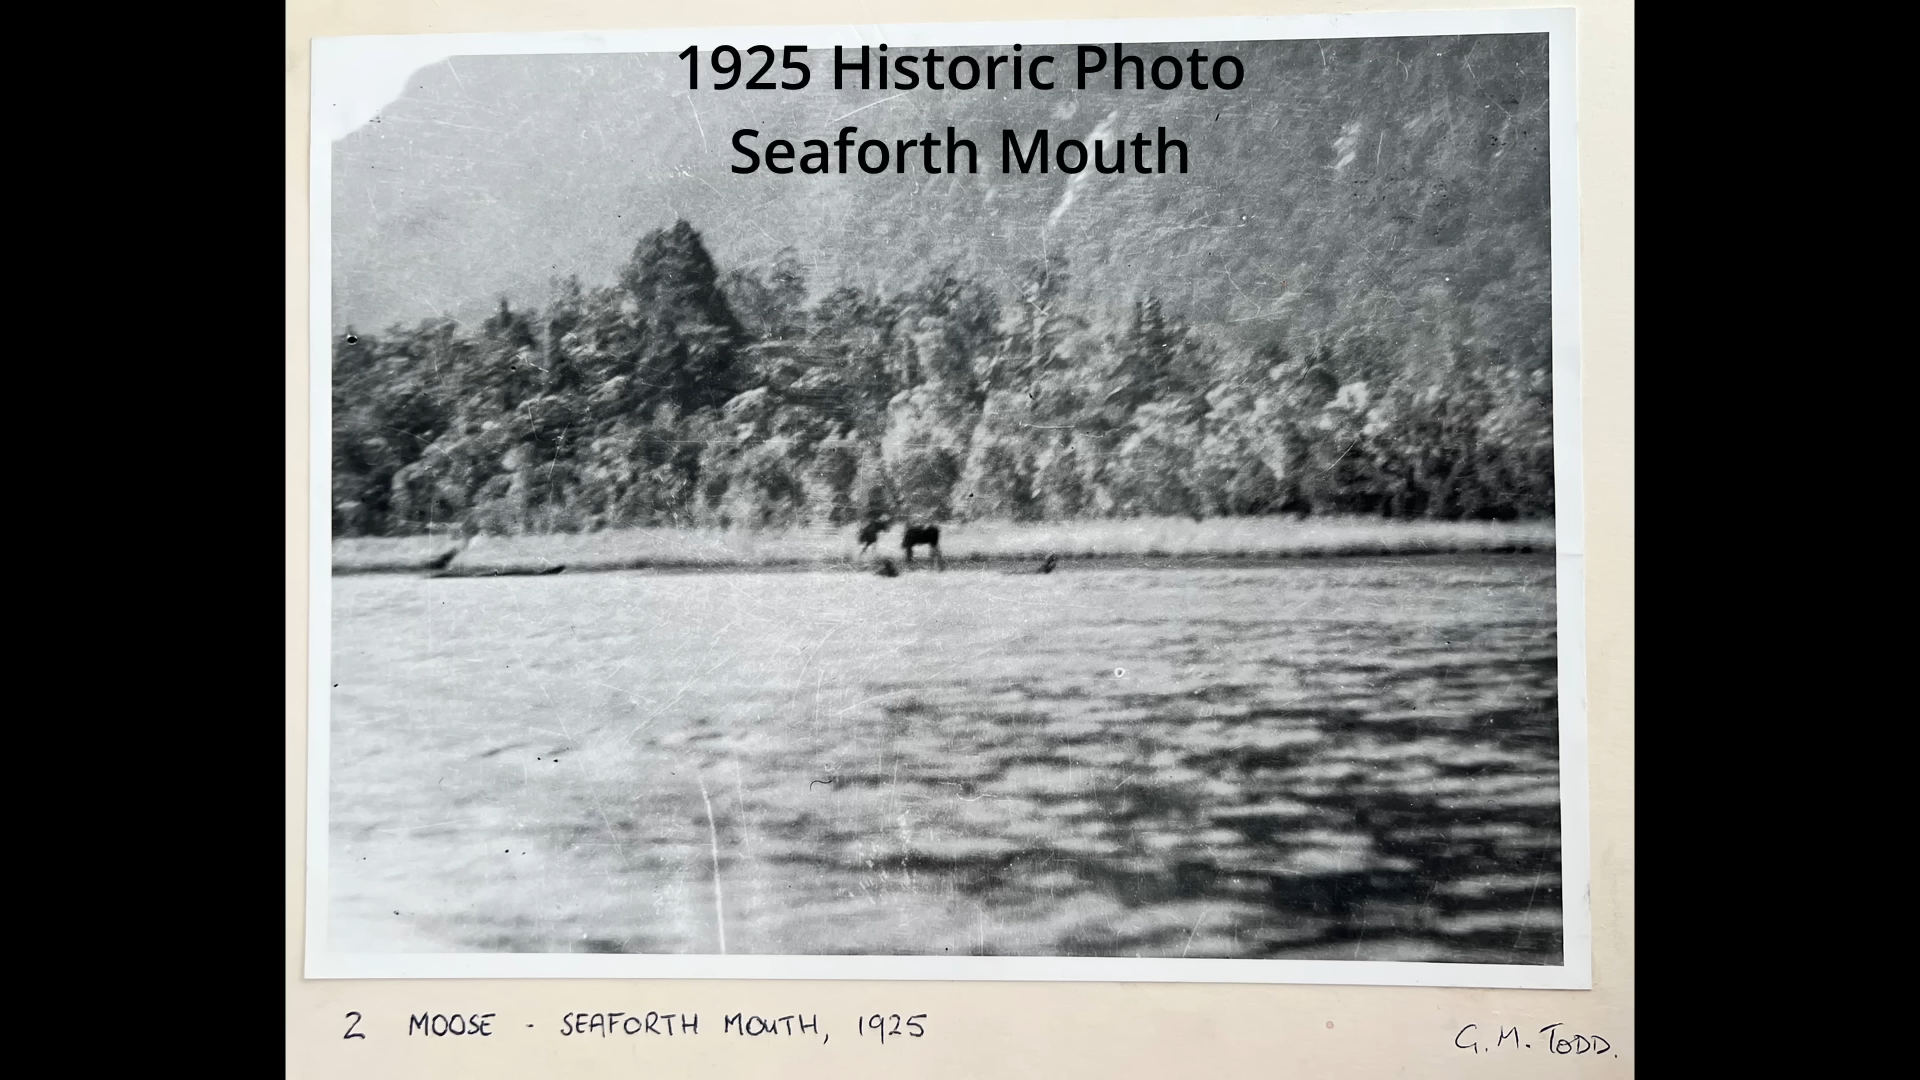 1925 Historic Photo
Seaforth Mouth
2 MOOSE - SEAFORTH MOUTH, 1925
G. M. TODD.